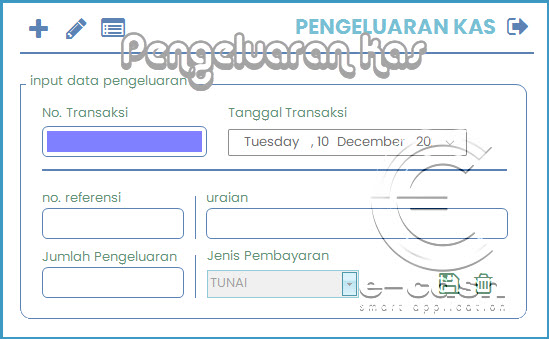 PENGELUARAN KAS
Pengeluaran kas
input data pengeluaran
No. Transaksi
Tanggal Transaksi
Tuesday , 10 December 20
no. referensi
uraian
Jumlah Pengeluaran
Jenis Pembayaran
TUNAI
e-cash
smart application